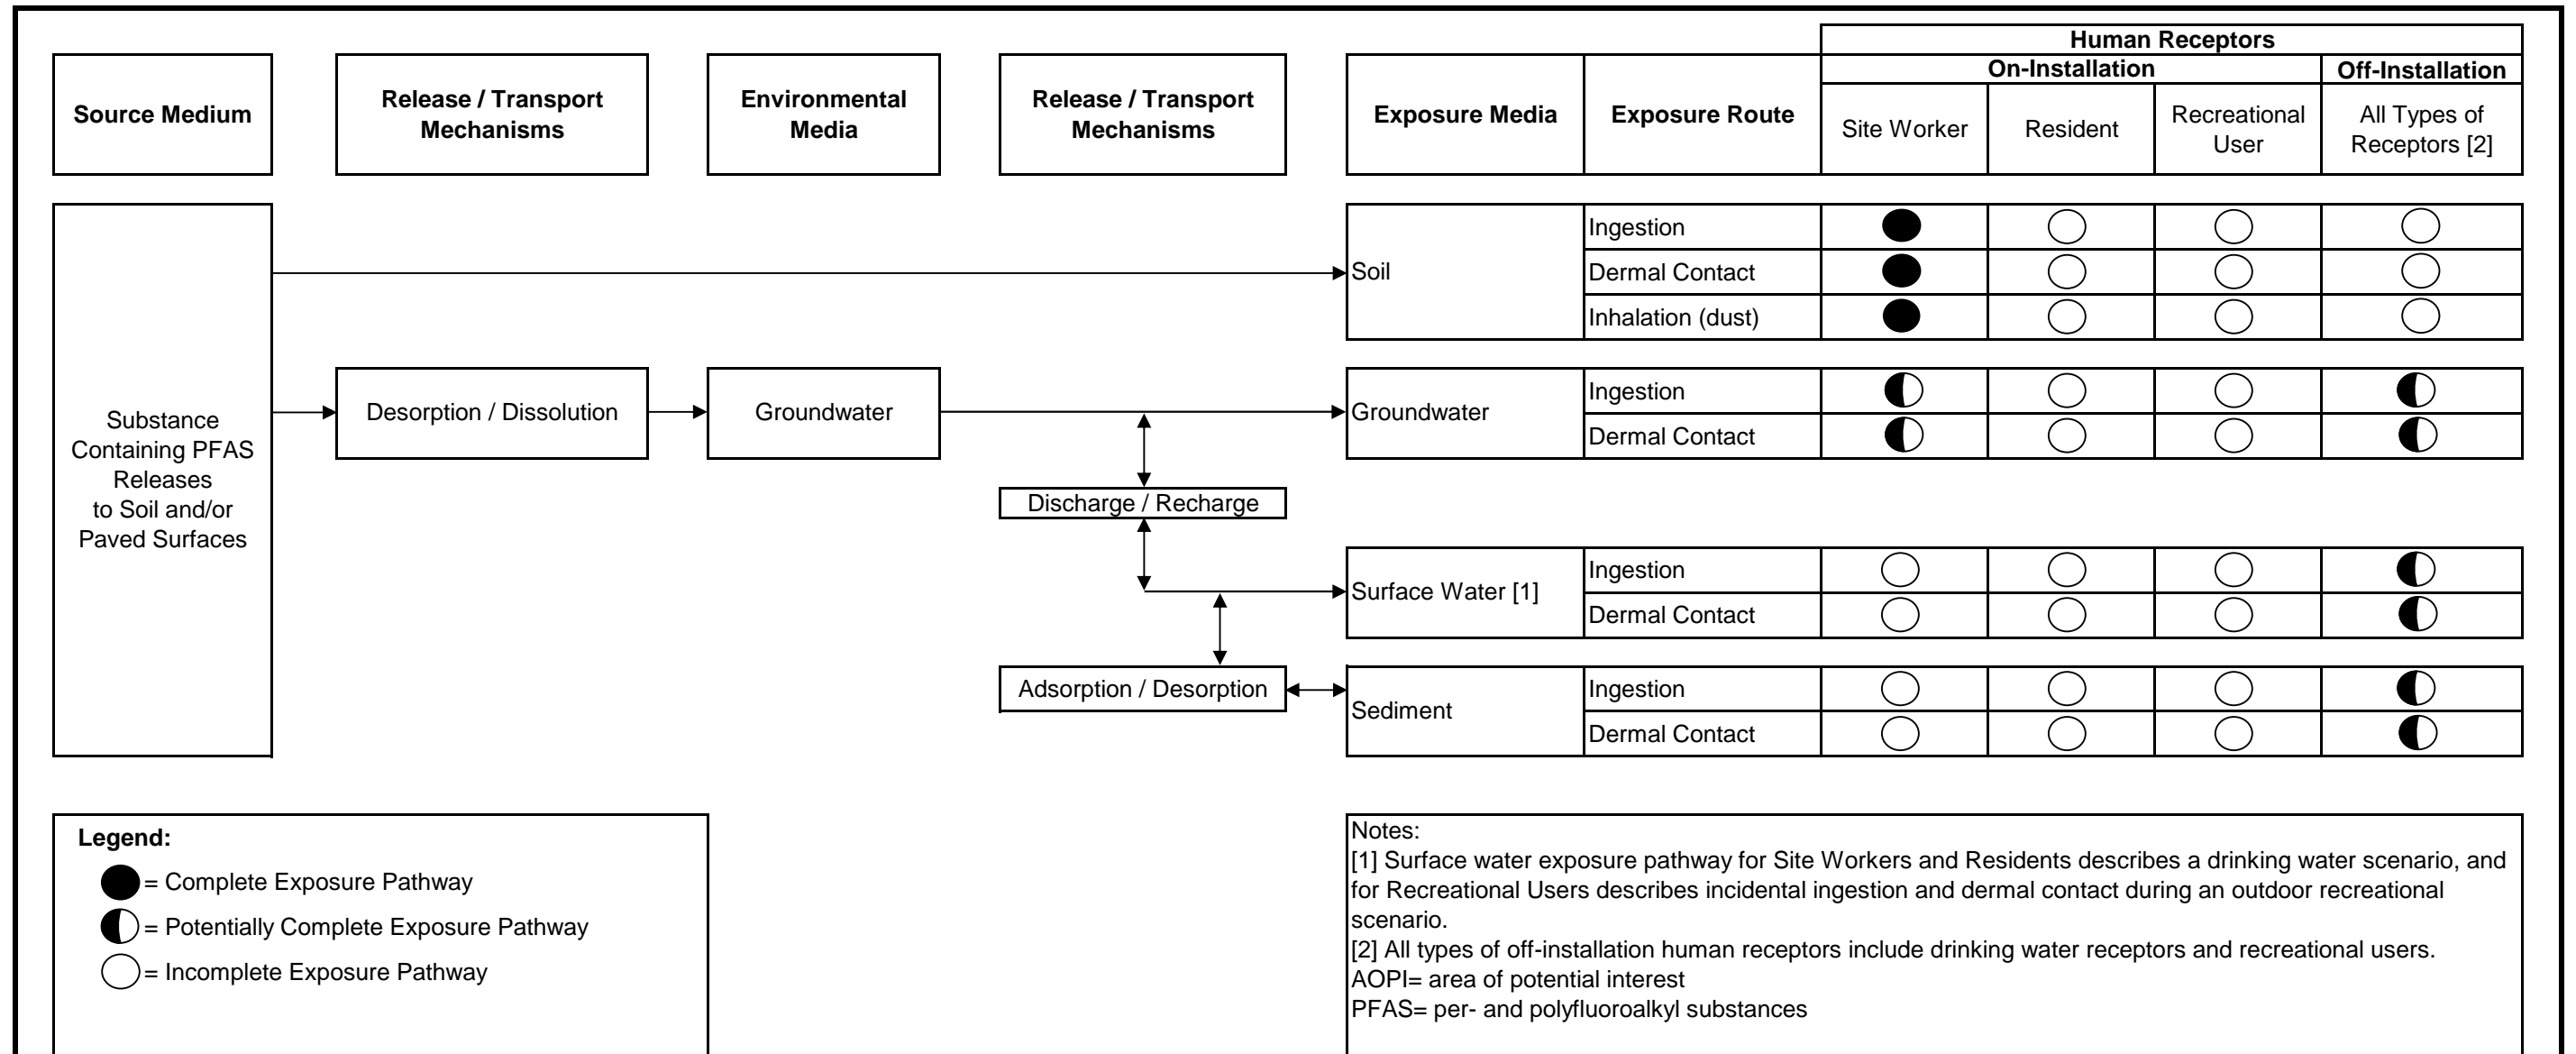 Human Receptors
On-Installation
Off-Installation
Source Medium
Release / Transport
Mechanisms
Environmental
Media
Release / Transport
Mechanisms
Exposure Media
Exposure Route
Site Worker
Resident
Recreational
User
All Types of
Receptors [2]
Substance
Containing PFAS
Releases
to Soil and/or
Paved Surfaces
Soil
Ingestion
Dermal Contact
Inhalation (dust)
Desorption / Dissolution
Groundwater
Groundwater
Ingestion
Dermal Contact
Discharge / Recharge
Surface Water [1]
Ingestion
Dermal Contact
Adsorption / Desorption
Sediment
Ingestion
Dermal Contact
Legend:
= Complete Exposure Pathway
= Potentially Complete Exposure Pathway
= Incomplete Exposure Pathway
Notes:
[1] Surface water exposure pathway for Site Workers and Residents describes a drinking water scenario, and
for Recreational Users describes incidental ingestion and dermal contact during an outdoor recreational
scenario.
[2] All types of off-installation human receptors include drinking water receptors and recreational users.
AOPI= area of potential interest
PFAS= per- and polyfluoroalkyl substances